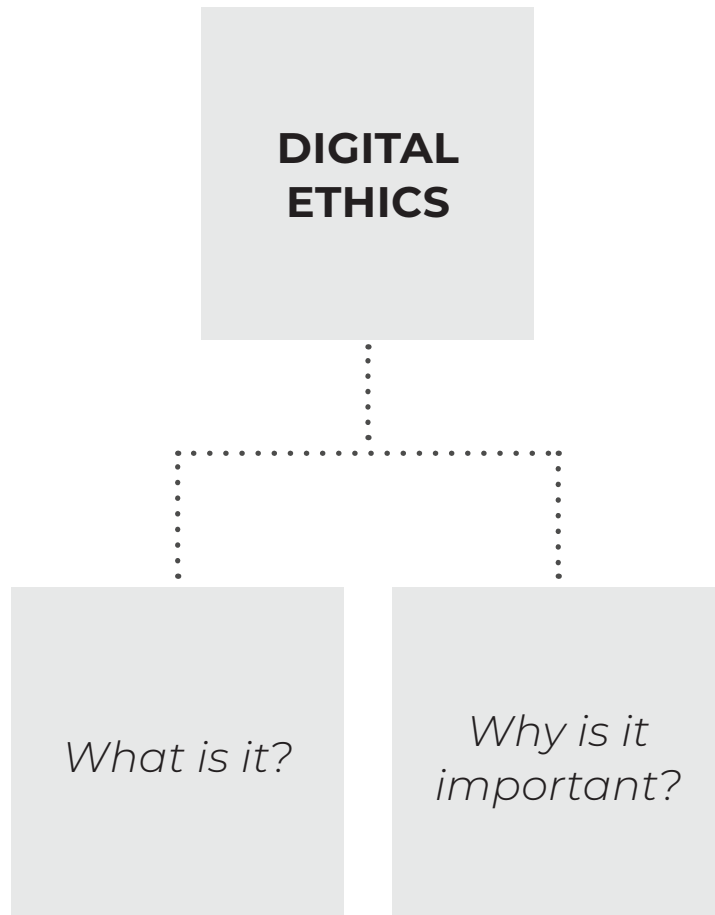 DIGITAL
ETHICS
What is it?
Why is it
important?